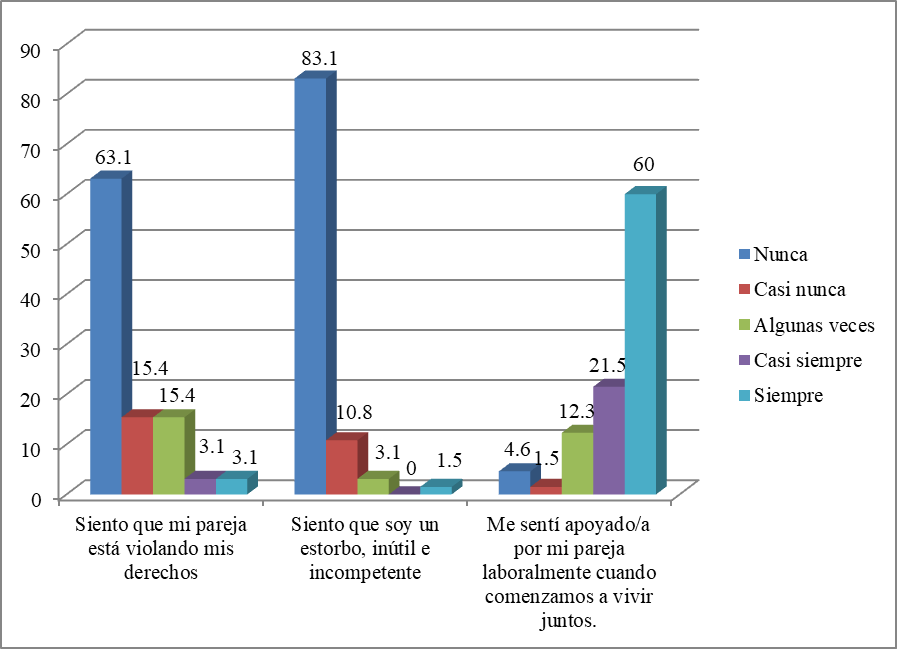 90
80
70
60
50
40
30
20
10
0
63.1
15.4
15.4
3.1
3.1
83.1
10.8
3.1
0
1.5
4.6
1.5
12.3
21.5
60
Siento que mi pareja
está violando mis
derechos
Siento que soy un
estorbo, inútil e
incompetente
Me sentí apoyado/a
por mi pareja
laboralmente cuando
comenzamos a vivir
juntos.
Nunca
Casi nunca
Algunas veces
Casi siempre
Siempre